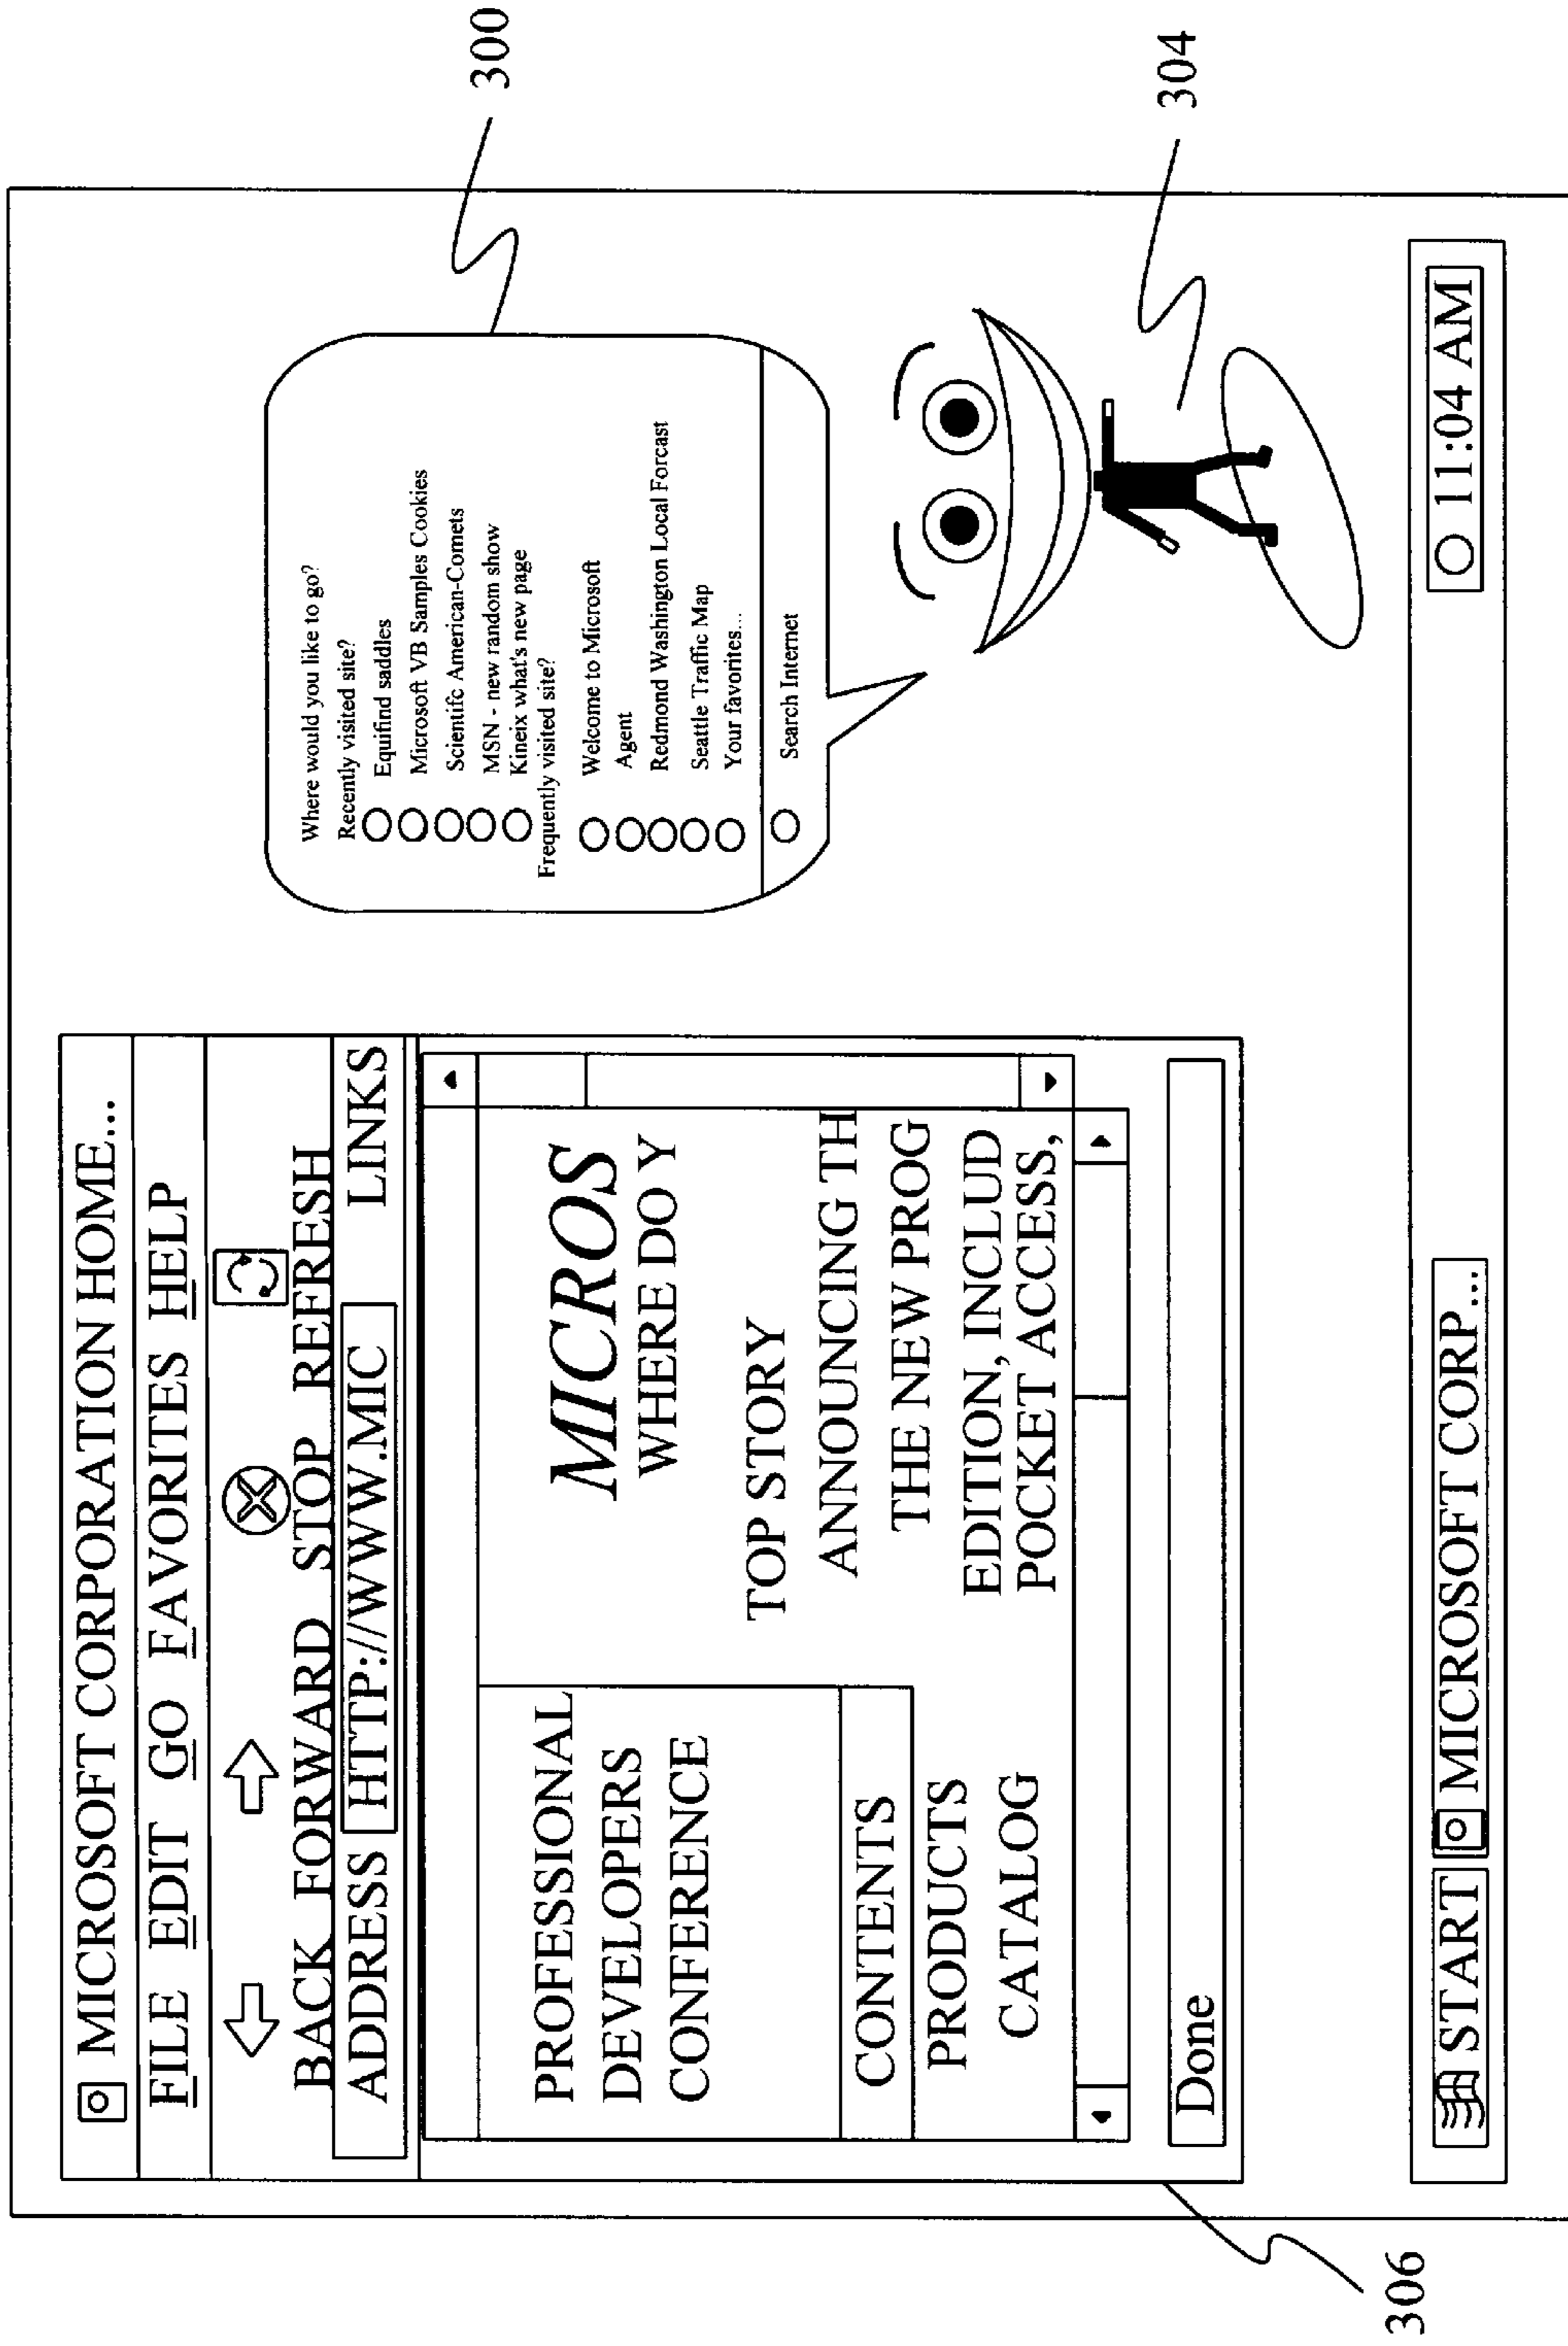 MICROSOFT CORPORATION HOME...
FILE EDIT GO FAVORITES HELP
BACK FORWARD STOP REFRESH
ADDRESS HTTP://WWW.MIC LINKS
PROFESSIONAL
DEVELOPERS
CONFERENCE
CONTENTS
PRODUCTS
CATALOG
MICROS
WHERE DO Y
TOP STORY
ANNOUNCING TH
THE NEW PROG
EDITION, INCLUD
POCKET ACCESS,
Done
306
Where would you like to go?
Recently visited site?
Equifind saddles
Microsoft VB Samples Cookies
Scientifc American-Comets
MSN - new random show
Kineix what's new page
Frequently visited site?
Welcome to Microsoft
Agent
Redmond Washington Local Forcast
Seattle Traffic Map
Your favorites...
Search Internet
300
304
START MICROSOFT CORP... 11:04 AM